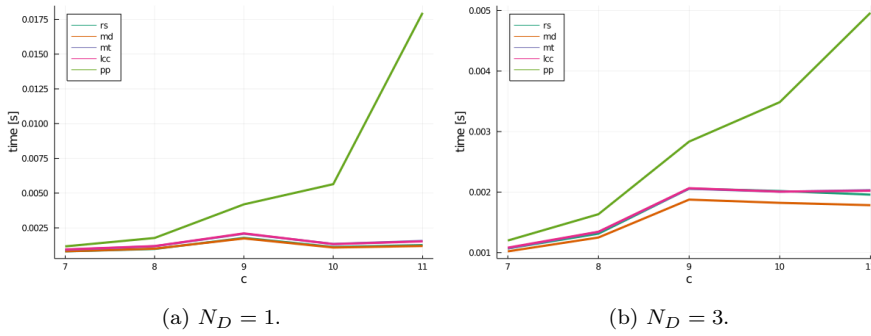 0.0175
0.0150
0.0125
0.0100
0.0075
0.0050
0.0025
time [s]
rs
md
mt
lcc
pp
7 8 9 10 11
c
(a) N_D = 1.
0.005
0.004
0.003
0.002
0.001
time [s]
rs
md
mt
lcc
pp
7 8 9 10 1
c
(b) N_D = 3.